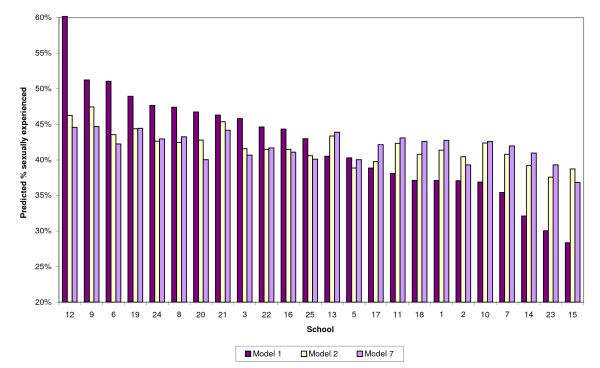 Predicted % sexually experienced
60%
55%
50%
45%
40%
35%
30%
25%
20%
12 9 6 19 24 8 20 21 3 22 16 25 13 5 17 11 18 1 2 10 7 14 23 15
School
Model 1 Model 2 Model 7